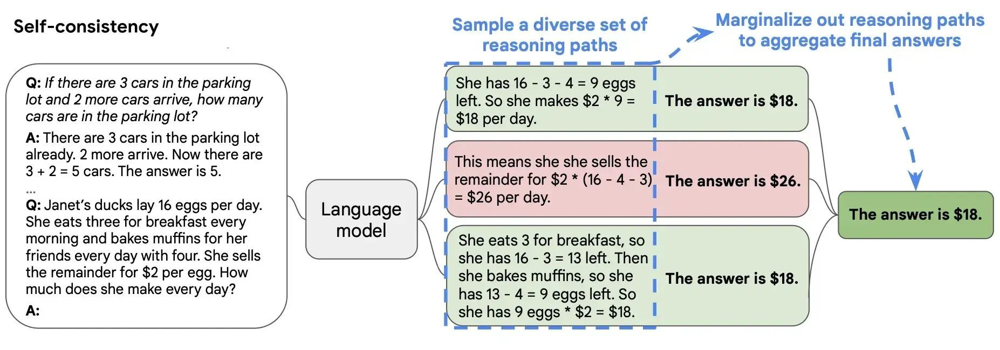 Self-consistency
Q: If there are 3 cars in the parking
lot and 2 more cars arrive, how many
cars are in the parking lot?
A: There are 3 cars in the parking lot
already. 2 more arrive. Now there are
3 + 2 = 5 cars. The answer is 5.
...
Q: Janet's ducks lay 16 eggs per day.
She eats three for breakfast every
morning and bakes muffins for her
friends every day with four. She sells
the remainder for $2 per egg. How
much does she make every day?
A:
Language
model
Sample a diverse set of
reasoning paths
She has 16 - 3 - 4 = 9 eggs
left. So she makes $2 * 9 =
$18 per day.
The answer is $18.
This means she she sells the
remainder for $2 * (16 - 4 - 3)
= $26 per day.
The answer is $26.
She eats 3 for breakfast, so
she has 16 - 3 = 13 left. Then
she bakes muffins, so she
has 13 - 4 = 9 eggs left. So
she has 9 eggs * $2 = $18.
The answer is $18.
Marginalize out reasoning paths
to aggregate final answers
The answer is $18.